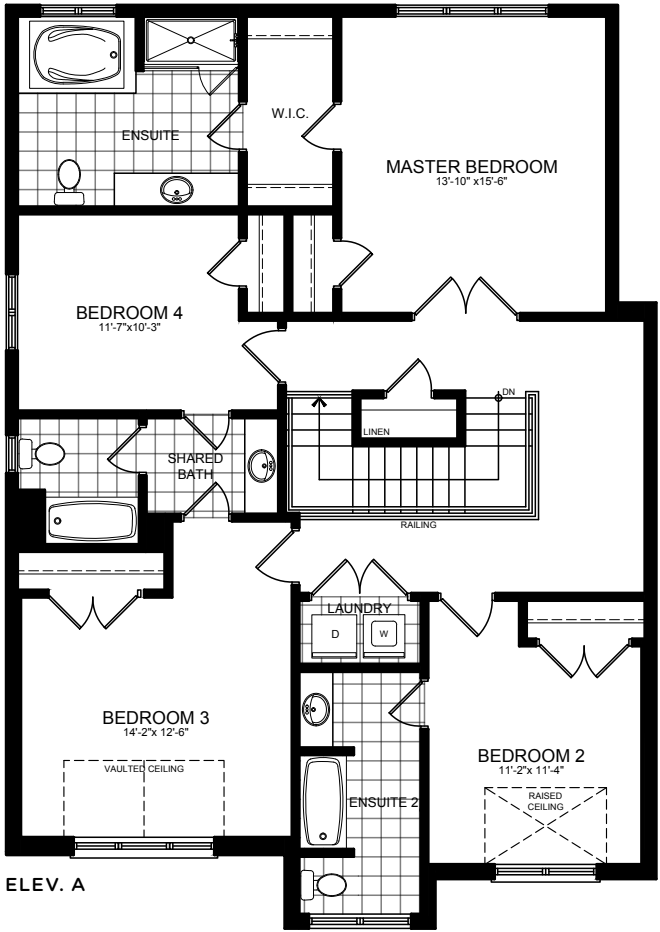 W.I.C.
ENSUITE
MASTER BEDROOM
13'-10" x15'-6"
BEDROOM 4
11'-7"x10'-3"
DN
LINEN
SHARED
BATH
RAILING
LAUNDRY
D
W
BEDROOM 3
14'-2"x 12'-6"
VAULTED CEILING
BEDROOM 2
11'-2"x 11'-4"
RAISED
CEILING
ENSUITE 2
ELEV. A